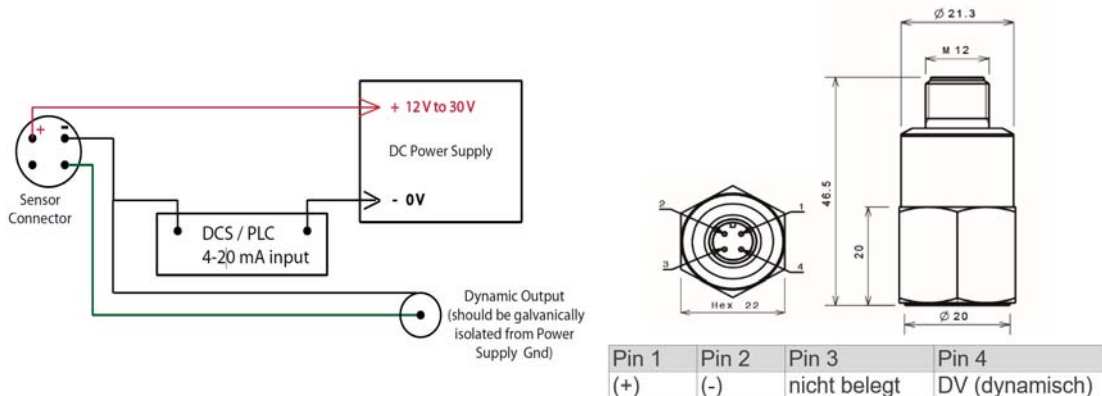 + 12 V to 30 V
DC Power Supply
- 0V
+ -
Sensor
Connector
DCS / PLC
4-20 mA input
Dynamic Output
(should be galvanically
isolated from Power
Supply Gnd)
Ø 21.3
M 12
46.5
20
Ø 20
2
1
3
4
Hex 22
Pin 1 Pin 2 Pin 3 Pin 4
(+) (-) nicht belegt DV (dynamisch)